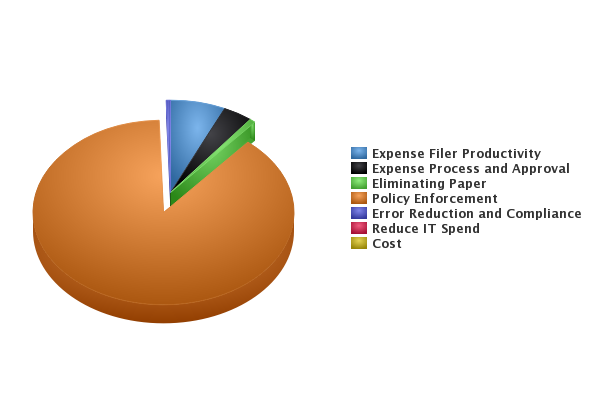 Expense Filer Productivity
Expense Process and Approval
Eliminating Paper
Policy Enforcement
Error Reduction and Compliance
Reduce IT Spend
Cost